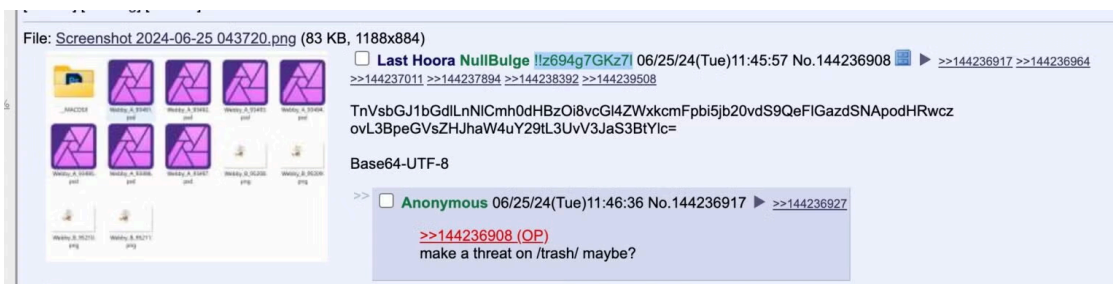 File: Screenshot 2024-06-25 043720.png (83 KB, 1188x884)
Last Hoora NullBulge !!z694g7GKz7I 06/25/24(Tue)11:45:57 No.144236908 ▶ >>144236917 >>144236964
>>144237011 >>144237894 >>144238392 >>144239508
TnVsbGJ1bGdlLnNlCmh0dHBzOi8vcGl4ZWxkcmFpbi5jb20vdS9QeFlGazdSNApodHRwcz
ovL3BpeGVsZHJhaW4uY29tL3UvV3JaS3BtYlc=
Base64-UTF-8
>> Anonymous 06/25/24(Tue)11:46:36 No.144236917 ▶ >>144236927
>>144236908 (OP)
make a threat on /trash/ maybe?